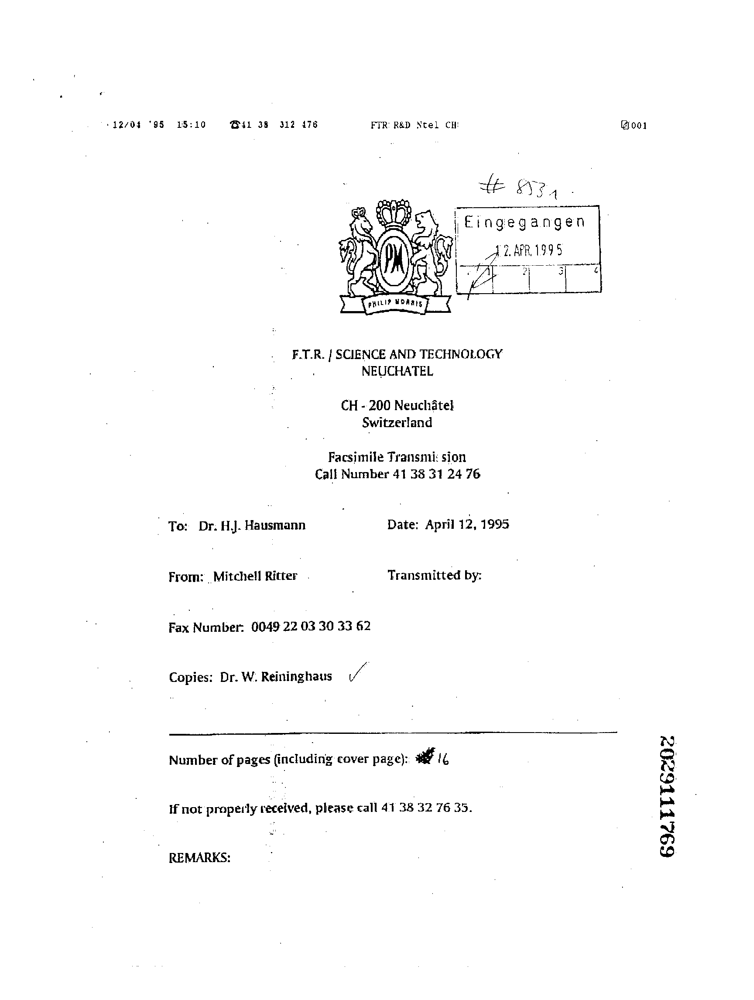 12/04 '95 15:10 ☎41 38 312 476 FTR R&D Ntel CH 001
# 8531
Eingegangen
12. APR. 1995
1 2 3 4
PM
PHILIP MORRIS
F.T.R. / SCIENCE AND TECHNOLOGY
NEUCHATEL
CH - 200 Neuchâtel
Switzerland
Facsimile Transmi sion
Call Number 41 38 31 24 76
To: Dr. H.J. Hausmann Date: April 12, 1995
From: Mitchell Ritter Transmitted by:
Fax Number: 0049 22 03 30 33 62
Copies: Dr. W. Reininghaus ✓
Number of pages (including cover page): 16
If not properly received, please call 41 38 32 76 35.
REMARKS:
2029111769